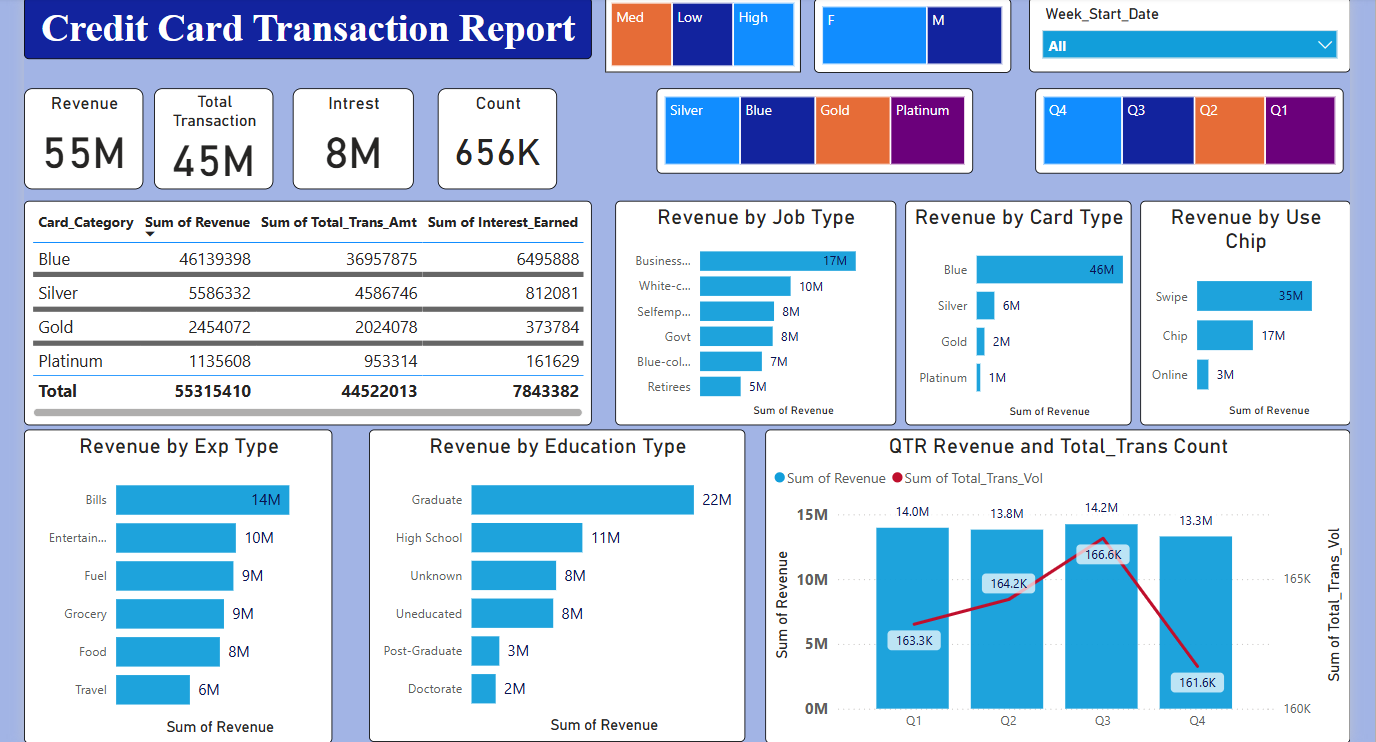 Credit Card Transaction Report
Med Low High
F M
Week_Start_Date
All
Revenue
55M
Total
Transaction
45M
Intrest
8M
Count
656K
Silver Blue Gold Platinum
Q4 Q3 Q2 Q1
Card_Category Sum of Revenue Sum of Total_Trans_Amt Sum of Interest_Earned
Blue 46139398 36957875 6495888
Silver 5586332 4586746 812081
Gold 2454072 2024078 373784
Platinum 1135608 953314 161629
Total 55315410 44522013 7843382
Revenue by Job Type
Business... 17M
White-c... 10M
Selfemp... 8M
Govt 8M
Blue-col... 7M
Retirees 5M
Sum of Revenue
Revenue by Card Type
Blue 46M
Silver 6M
Gold 2M
Platinum 1M
Sum of Revenue
Revenue by Use
Chip
Swipe 35M
Chip 17M
Online 3M
Sum of Revenue
Revenue by Exp Type
Bills 14M
Entertain... 10M
Fuel 9M
Grocery 9M
Food 8M
Travel 6M
Sum of Revenue
Revenue by Education Type
Graduate 22M
High School 11M
Unknown 8M
Uneducated 8M
Post-Graduate 3M
Doctorate 2M
Sum of Revenue
QTR Revenue and Total_Trans Count
Sum of Revenue Sum of Total_Trans_Vol
15M
10M
5M
0M
Sum of Revenue
14.0M 13.8M 14.2M 13.3M
163.3K 164.2K 166.6K 161.6K
Q1 Q2 Q3 Q4
165K
160K
Sum of Total_Trans_Vol